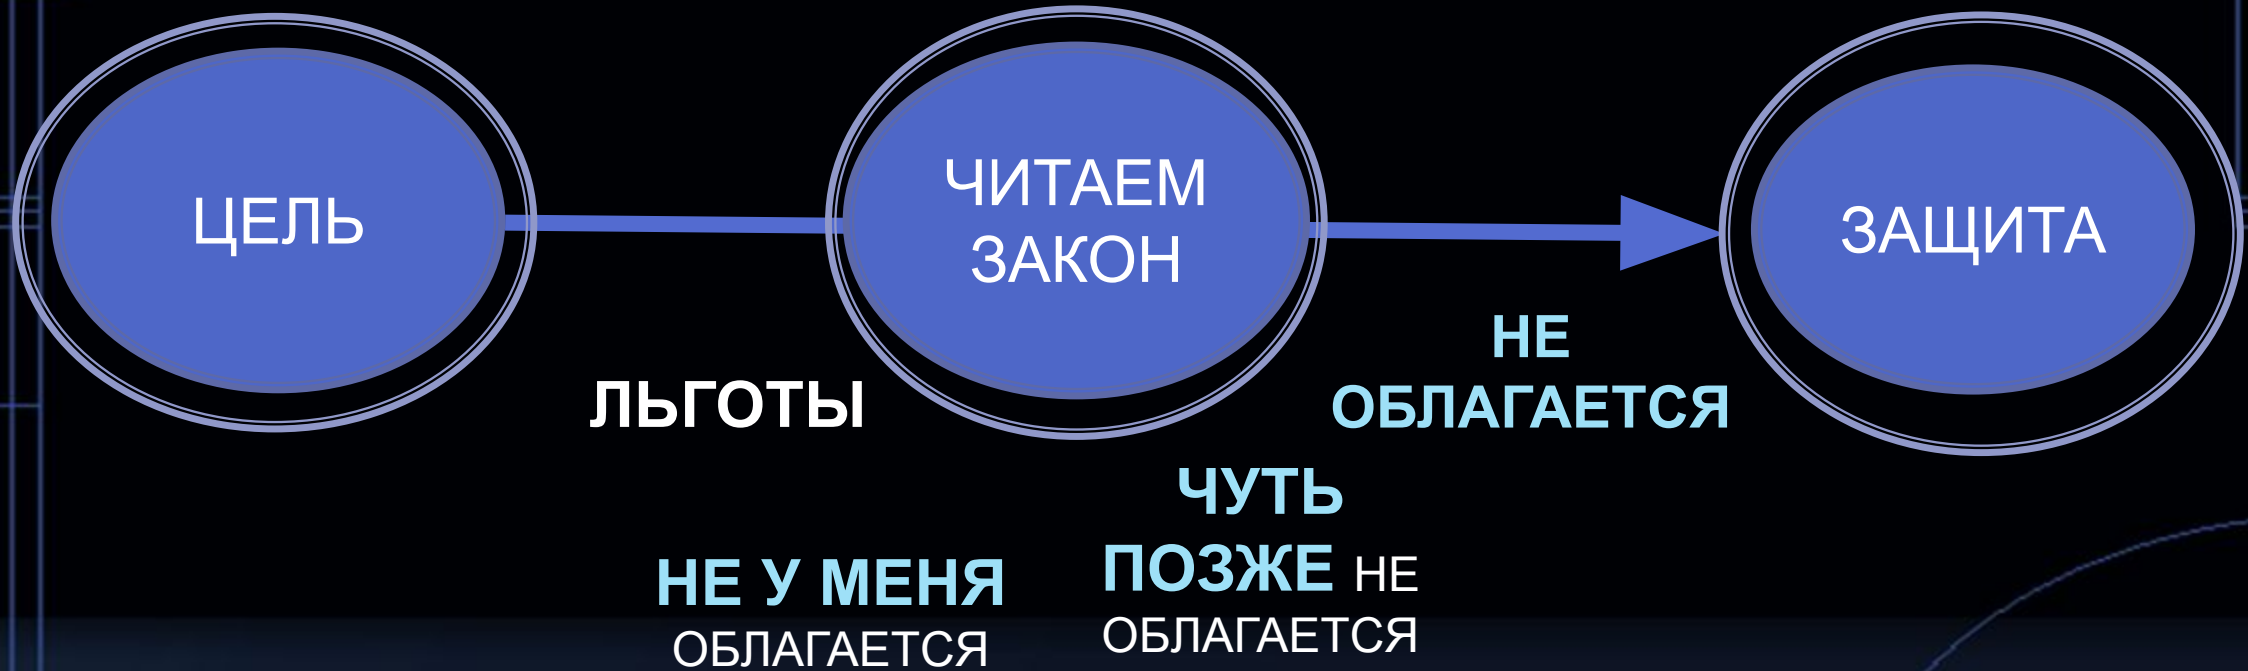 ЦЕЛЬ
ЧИТАЕМ
ЗАКОН
ЗАЩИТА
ЛЬГОТЫ
НЕ
ОБЛАГАЕТСЯ
НЕ У МЕНЯ
ОБЛАГАЕТСЯ
ЧУТЬ
ПОЗЖЕ НЕ
ОБЛАГАЕТСЯ